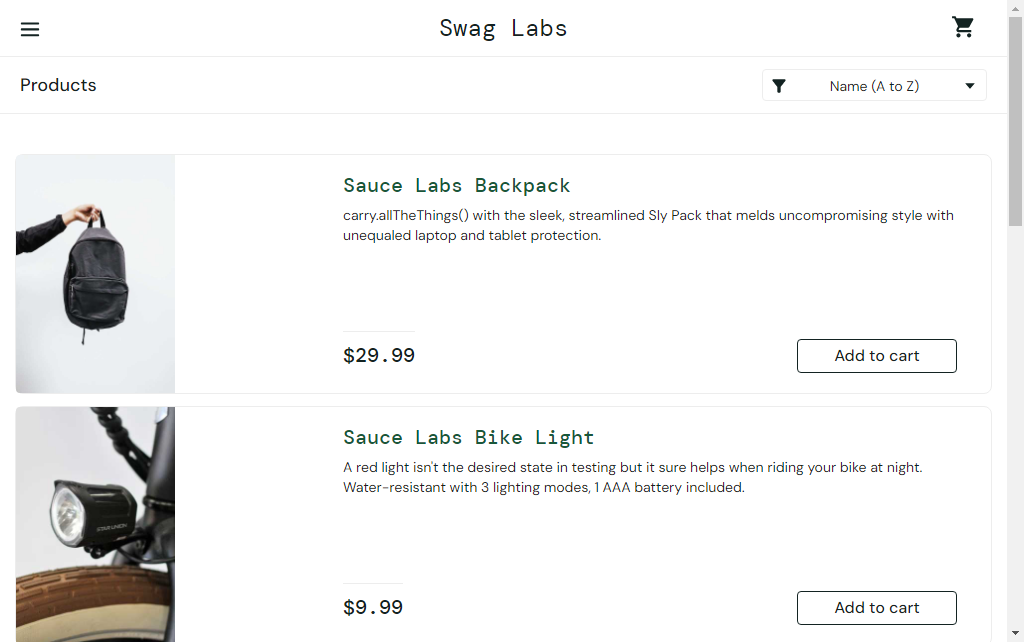 Swag Labs
Products
Name (A to Z)
Sauce Labs Backpack
carry.allTheThings() with the sleek, streamlined Sly Pack that melds uncompromising style with
unequaled laptop and tablet protection.
$29.99
Add to cart
Sauce Labs Bike Light
A red light isn't the desired state in testing but it sure helps when riding your bike at night.
Water-resistant with 3 lighting modes, 1 AAA battery included.
$9.99
Add to cart